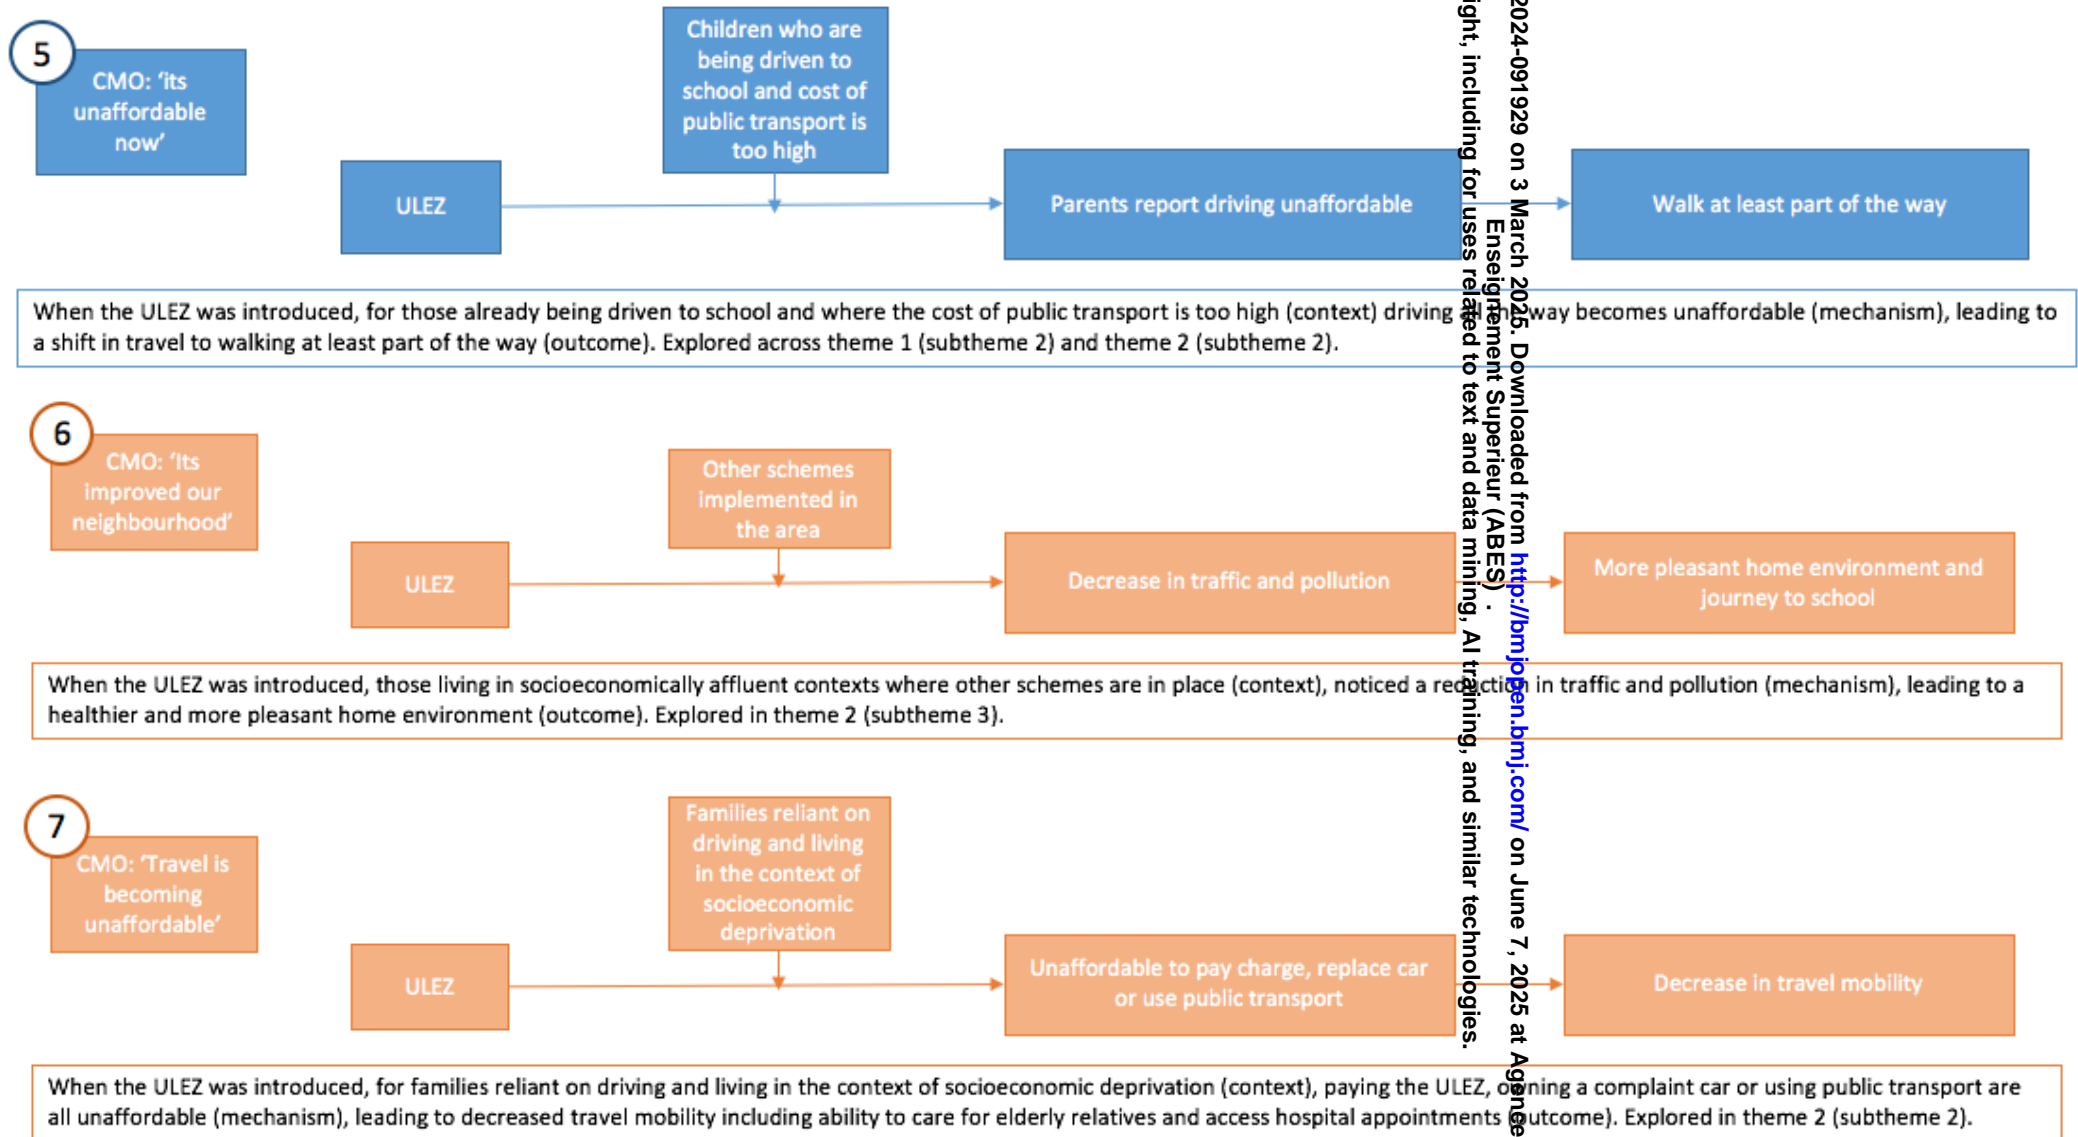 5
CMO: ‘its
unaffordable
now’
Children who are
being driven to
school and cost of
public transport is
too high
ULEZ
Parents report driving unaffordable
Walk at least part of the way
When the ULEZ was introduced, for those already being driven to school and where the cost of public transport is too high (context) driving all the way becomes unaffordable (mechanism), leading to
a shift in travel to walking at least part of the way (outcome). Explored across theme 1 (subtheme 2) and theme 2 (subtheme 2).
6
CMO: ‘Its
improved our
neighbourhood’
Other schemes
implemented in
the area
ULEZ
Decrease in traffic and pollution
More pleasant home environment and
journey to school
When the ULEZ was introduced, those living in socioeconomically affluent contexts where other schemes are in place (context), noticed a reduction in traffic and pollution (mechanism), leading to a
healthier and more pleasant home environment (outcome). Explored in theme 2 (subtheme 3).
7
CMO: ‘Travel is
becoming
unaffordable’
Families reliant on
driving and living
in the context of
socioeconomic
deprivation
ULEZ
Unaffordable to pay charge, replace car
or use public transport
Decrease in travel mobility
When the ULEZ was introduced, for families reliant on driving and living in the context of socioeconomic deprivation (context), paying the ULEZ, owning a complaint car or using public transport are
all unaffordable (mechanism), leading to decreased travel mobility including ability to care for elderly relatives and access hospital appointments (outcome). Explored in theme 2 (subtheme 2).
2024-091929 on 3 March 2025. Downloaded from http://bmjopen.bmj.com/ on June 7, 2025 at Agence
Enseignement Superieur (ABES) .
ight, including for uses related to text and data mining, AI training, and similar technologies.